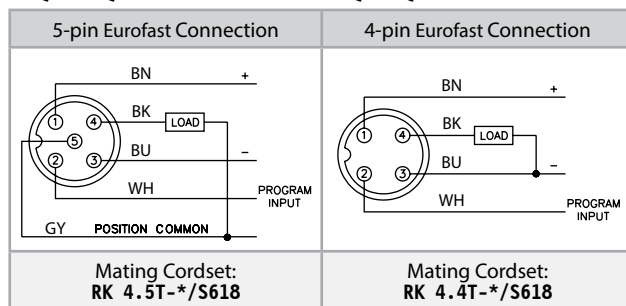 5-pin Eurofast Connection
BN +
1 4 BK LOAD
5
2 3 BU –
WH PROGRAM
INPUT
GY POSITION COMMON
Mating Cordset:
RK 4.5T-*/S618
4-pin Eurofast Connection
BN +
1 4 BK LOAD
2 3 BU –
WH PROGRAM
INPUT
Mating Cordset:
RK 4.4T-*/S618